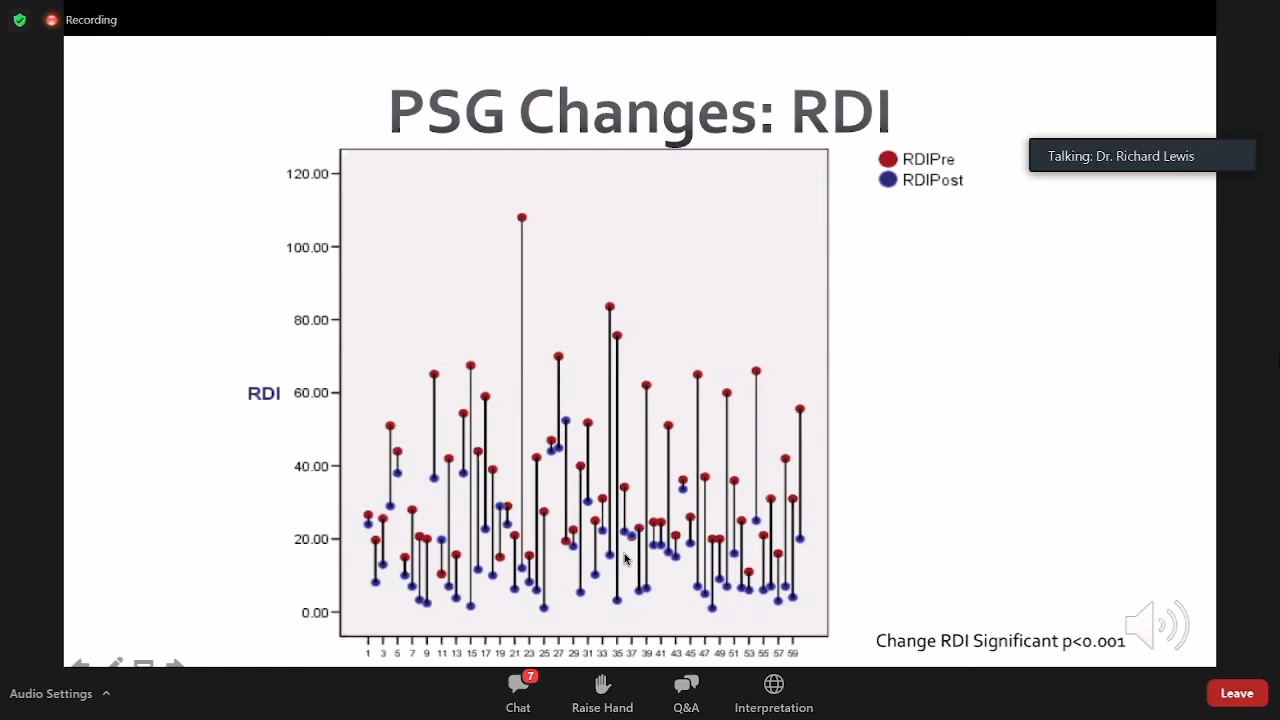 Recording
PSG Changes: RDI
RDIPre
RDIPost
Talking: Dr. Richard Lewis
120.00
100.00
80.00
60.00
40.00
20.00
0.00
RDI
1 3 5 7 9 11 13 15 17 19 21 23 25 27 29 31 33 35 37 39 41 43 45 47 49 51 53 55 57 59
Change RDI Significant p<0.001
Audio Settings
7
Chat
Raise Hand
Q&A
Interpretation
Leave